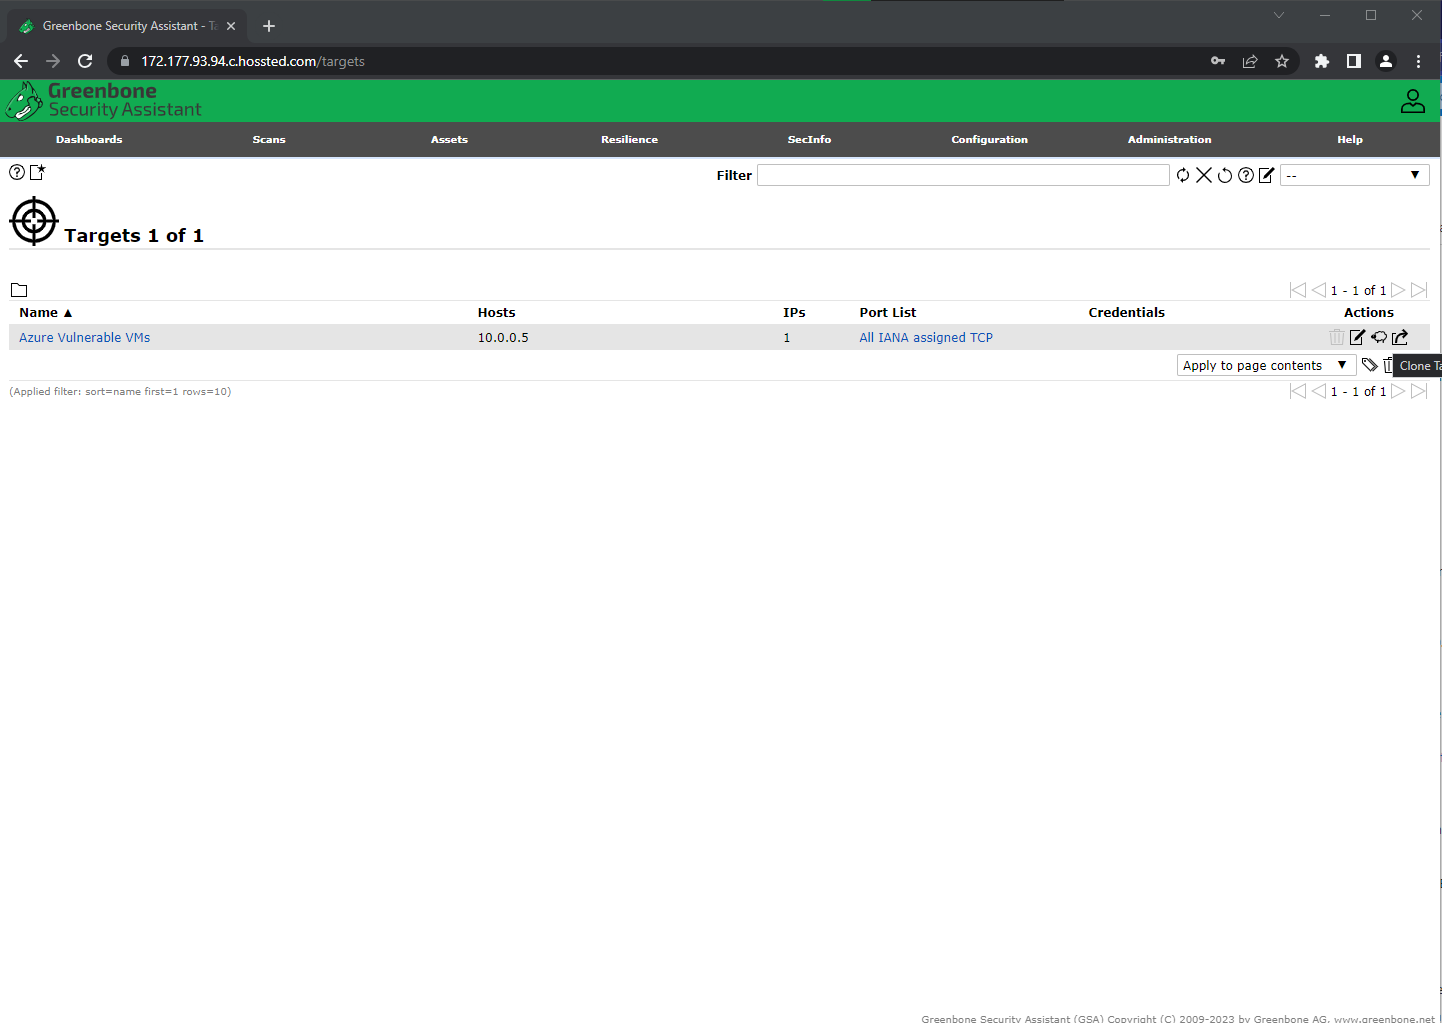 Greenbone Security Assistant - Ta
172.177.93.94.c.hossted.com/targets
Greenbone
Security Assistant
Dashboards Scans Assets Resilience SecInfo Configuration Administration Help
Filter --
Targets 1 of 1
1 - 1 of 1
Name ▲ Hosts IPs Port List Credentials Actions
Azure Vulnerable VMs 10.0.0.5 1 All IANA assigned TCP
Apply to page contents ▼ Clone Ta
(Applied filter: sort=name first=1 rows=10) 1 - 1 of 1
Greenbone Security Assistant (GSA) Copyright (C) 2009-2023 by Greenbone AG, www.greenbone.net